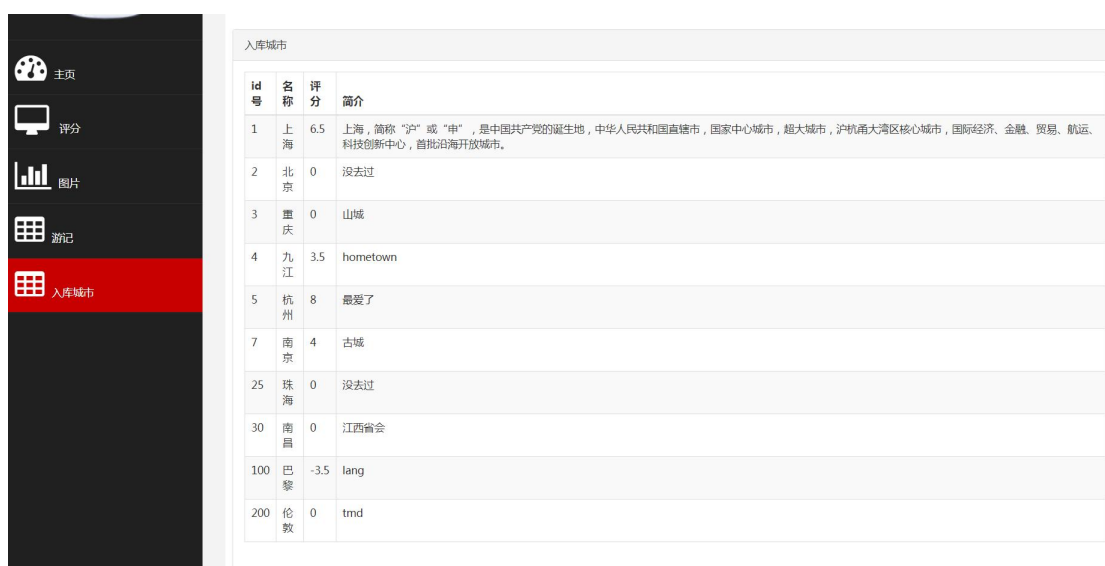 主页
评分
图片
游记
入库城市
入库城市
id号 名称 评分 简介
1 上海 6.5 上海，简称“沪”或“申”，是中国共产党的诞生地，中华人民共和国直辖市，国家中心城市，超大城市，沪杭甬大湾区核心城市，国际经济、金融、贸易、航运、
科技创新中心，首批沿海开放城市。
2 北京 0 没去过
3 重庆 0 山城
4 九江 3.5 hometown
5 杭州 8 最爱了
7 南京 4 古城
25 珠海 0 没去过
30 南昌 0 江西省会
100 巴黎 -3.5 lang
200 伦敦 0 tmd